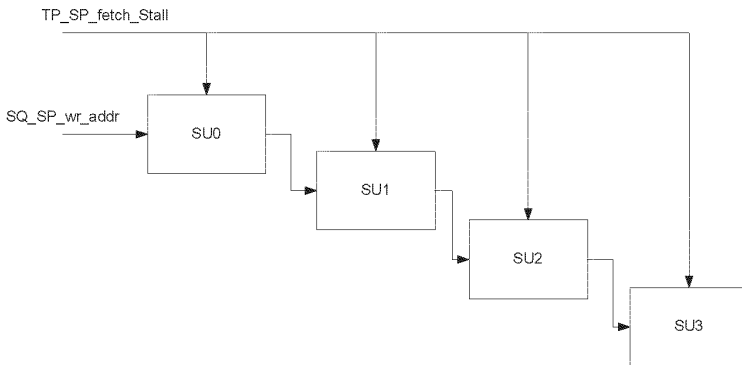 TP_SP_fetch_Stall
SQ_SP_wr_addr
SU0
SU1
SU2
SU3